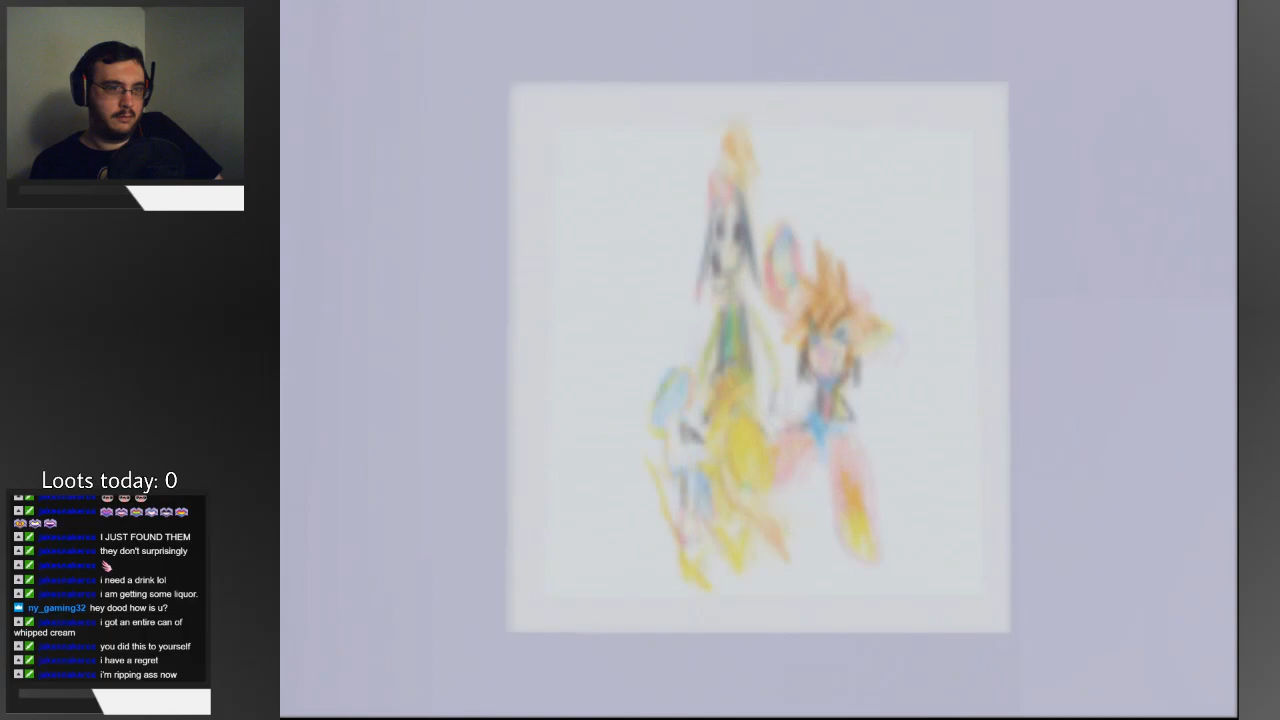 Loots today: 0
I JUST FOUND THEM
they don't surprisingly
i need a drink lol
i am getting some liquor.
ny_gaming32 hey dood how is u?
i got an entire can of
whipped cream
you did this to yourself
i have a regret
i'm ripping ass now